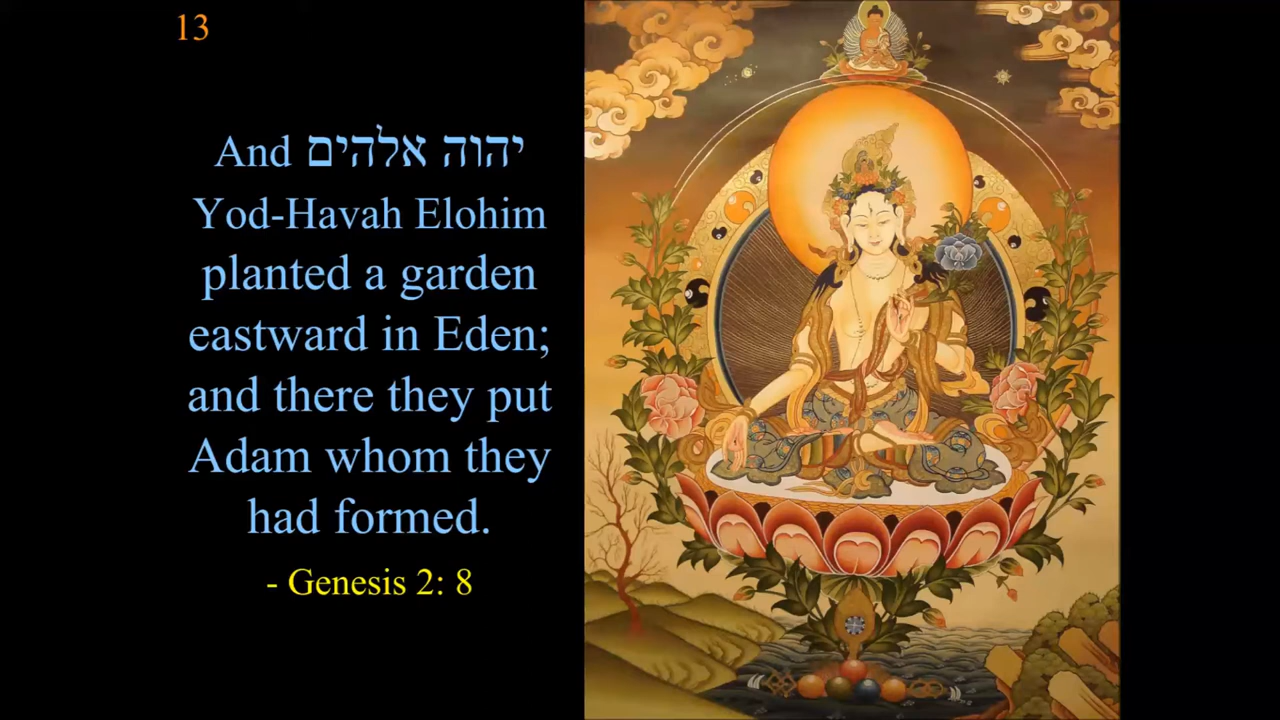 13
And יהוה אלהים
Yod-Havah Elohim
planted a garden
eastward in Eden;
and there they put
Adam whom they
had formed.
- Genesis 2: 8